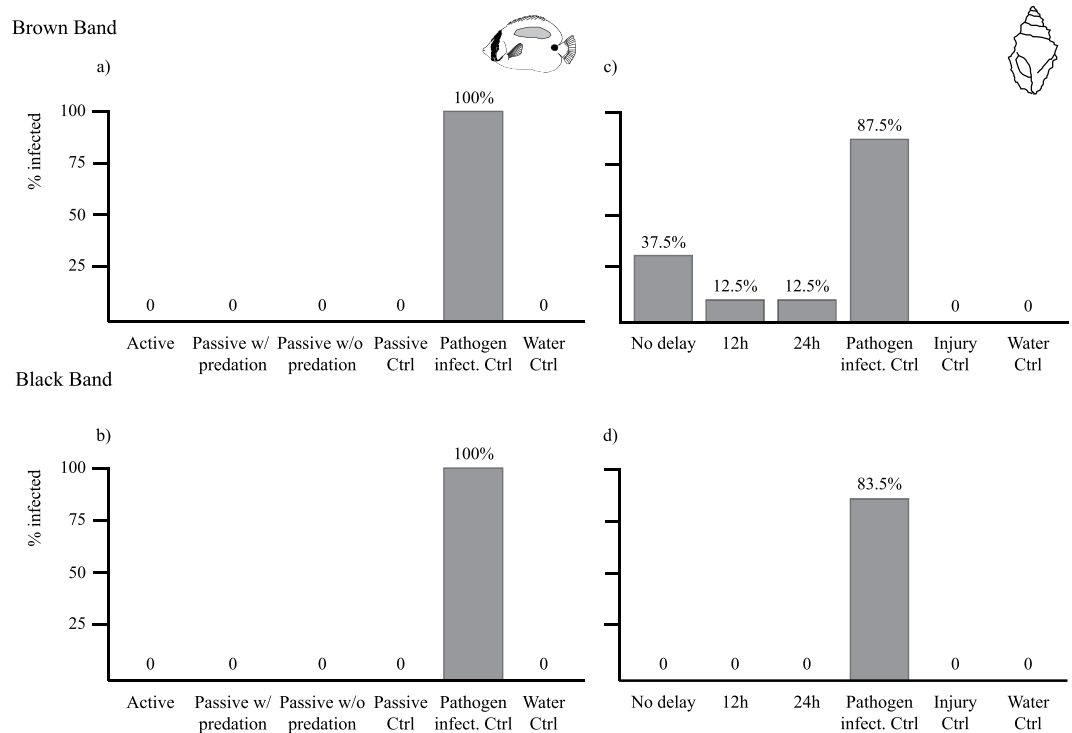 Brown Band
a)
% infected
100
75
50
25
100%
0 0 0 0 0
Active Passive w/ Passive w/o Passive Pathogen Water
predation predation Ctrl infect. Ctrl Ctrl
c)
37.5% 12.5% 12.5% 87.5% 0 0
No delay 12h 24h Pathogen Injury Water
infect. Ctrl Ctrl Ctrl
Black Band
b)
% infected
100
75
50
25
100%
0 0 0 0 0
Active Passive w/ Passive w/o Passive Pathogen Water
predation predation Ctrl infect. Ctrl Ctrl
d)
83.5%
0 0 0 0 0
No delay 12h 24h Pathogen Injury Water
infect. Ctrl Ctrl Ctrl